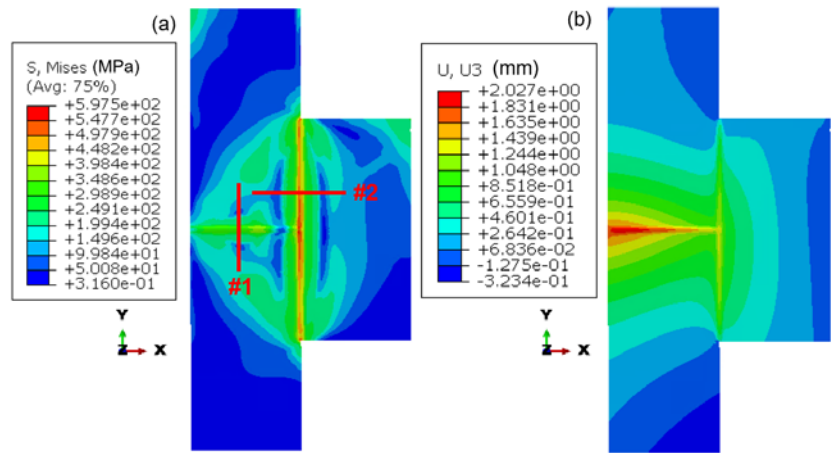 (a)
S, Mises (MPa)
(Avg: 75%)
+5.975e+02
+5.477e+02
+4.979e+02
+4.482e+02
+3.984e+02
+3.486e+02
+2.989e+02
+2.491e+02
+1.994e+02
+1.496e+02
+9.984e+01
+5.008e+01
+3.160e-01
#2
#1
Y
Z
X
(b)
U, U3 (mm)
+2.027e+00
+1.831e+00
+1.635e+00
+1.439e+00
+1.244e+00
+1.048e+00
+8.518e-01
+6.559e-01
+4.601e-01
+2.642e-01
+6.836e-02
-1.275e-01
-3.234e-01
Y
Z
X